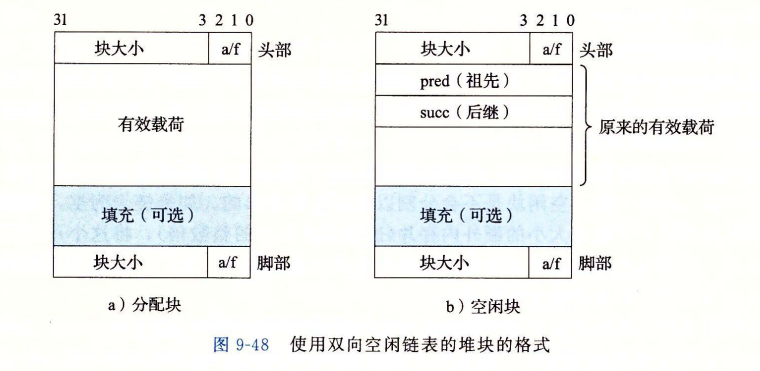 31 3 2 1 0
块大小 a/f 头部
有效载荷
填充（可选）
块大小 a/f 脚部
a）分配块
31 3 2 1 0
块大小 a/f 头部
pred（祖先）
succ（后继）
原来的有效载荷
填充（可选）
块大小 a/f 脚部
b）空闲块
图 9-48 使用双向空闲链表的堆块的格式